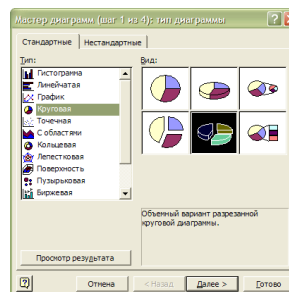 Мастер диаграмм (шаг 1 из 4): тип диаграммы
Стандартные Нестандартные
Тип: Вид:
Гистограмма
Линейчатая
График
Круговая
Точечная
С областями
Кольцевая
Лепестковая
Поверхность
Пузырьковая
Биржевая
Объемный вариант разрезанной
круговой диаграммы.
Просмотр результата
Отмена < Назад Далее > Готово